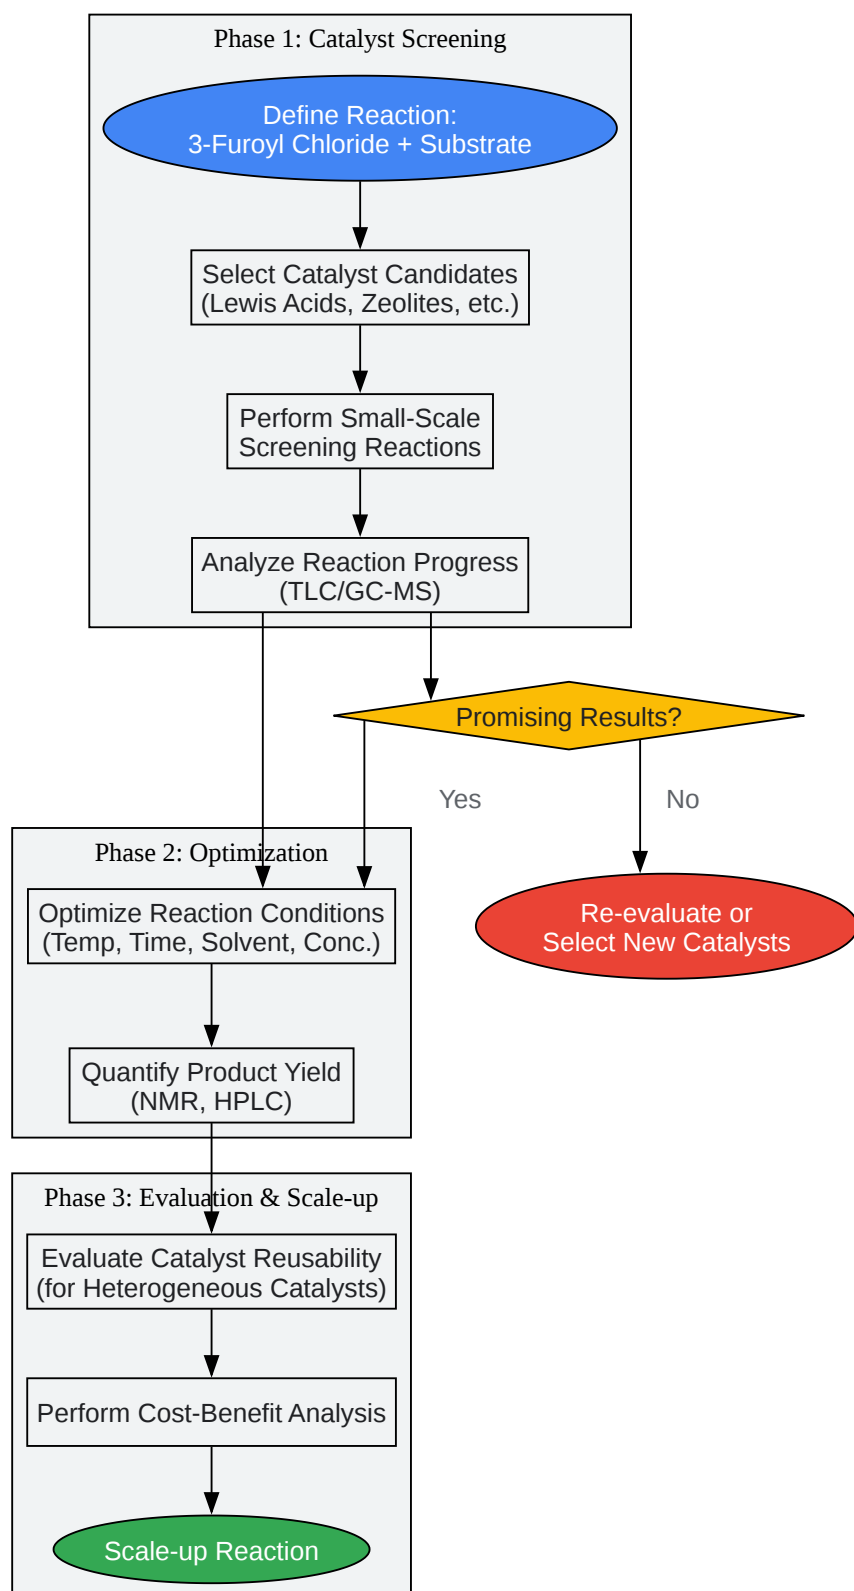 Phase 1: Catalyst Screening
Define Reaction:
3-Furoyl Chloride + Substrate
Select Catalyst Candidates
(Lewis Acids, Zeolites, etc.)
Perform Small-Scale
Screening Reactions
Analyze Reaction Progress
(TLC/GC-MS)
Promising Results?
Yes
No
Phase 2: Optimization
Optimize Reaction Conditions
(Temp, Time, Solvent, Conc.)
Re-evaluate or
Select New Catalysts
Quantify Product Yield
(NMR, HPLC)
Phase 3: Evaluation & Scale-up
Evaluate Catalyst Reusability
(for Heterogeneous Catalysts)
Perform Cost-Benefit Analysis
Scale-up Reaction